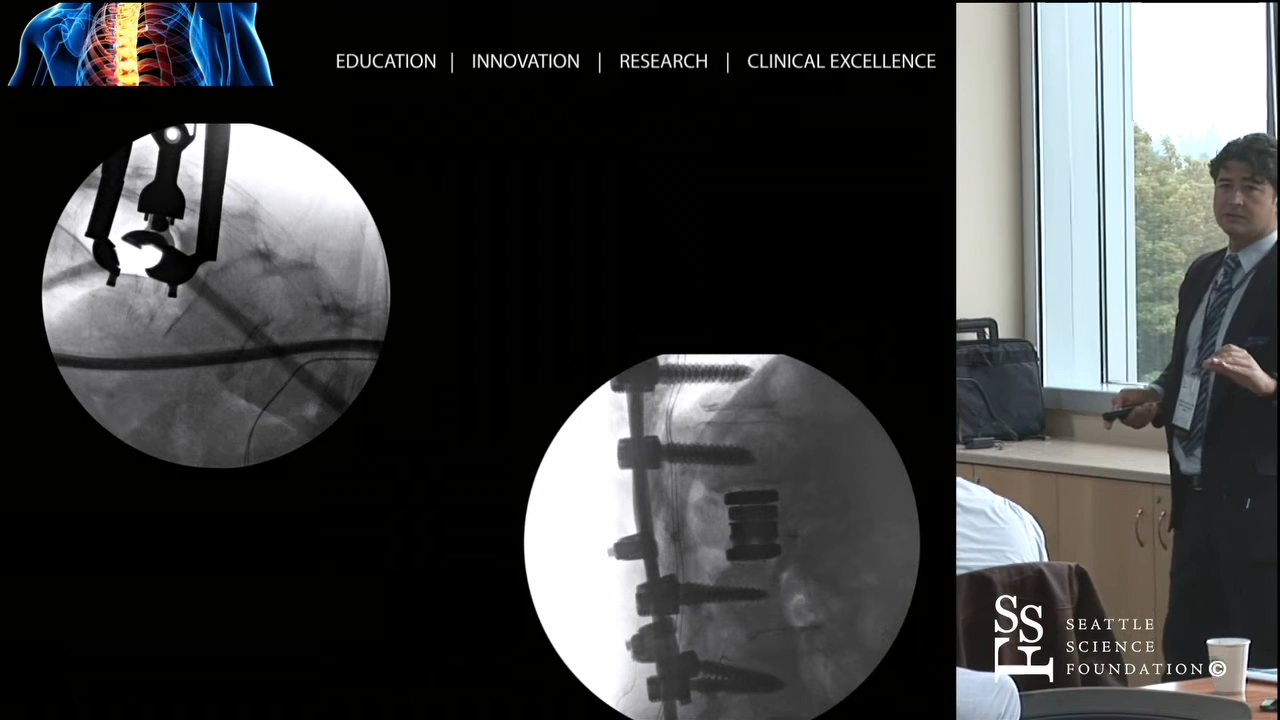 EDUCATION | INNOVATION | RESEARCH | CLINICAL EXCELLENCE
SSF
SEATTLE
SCIENCE
FOUNDATION©